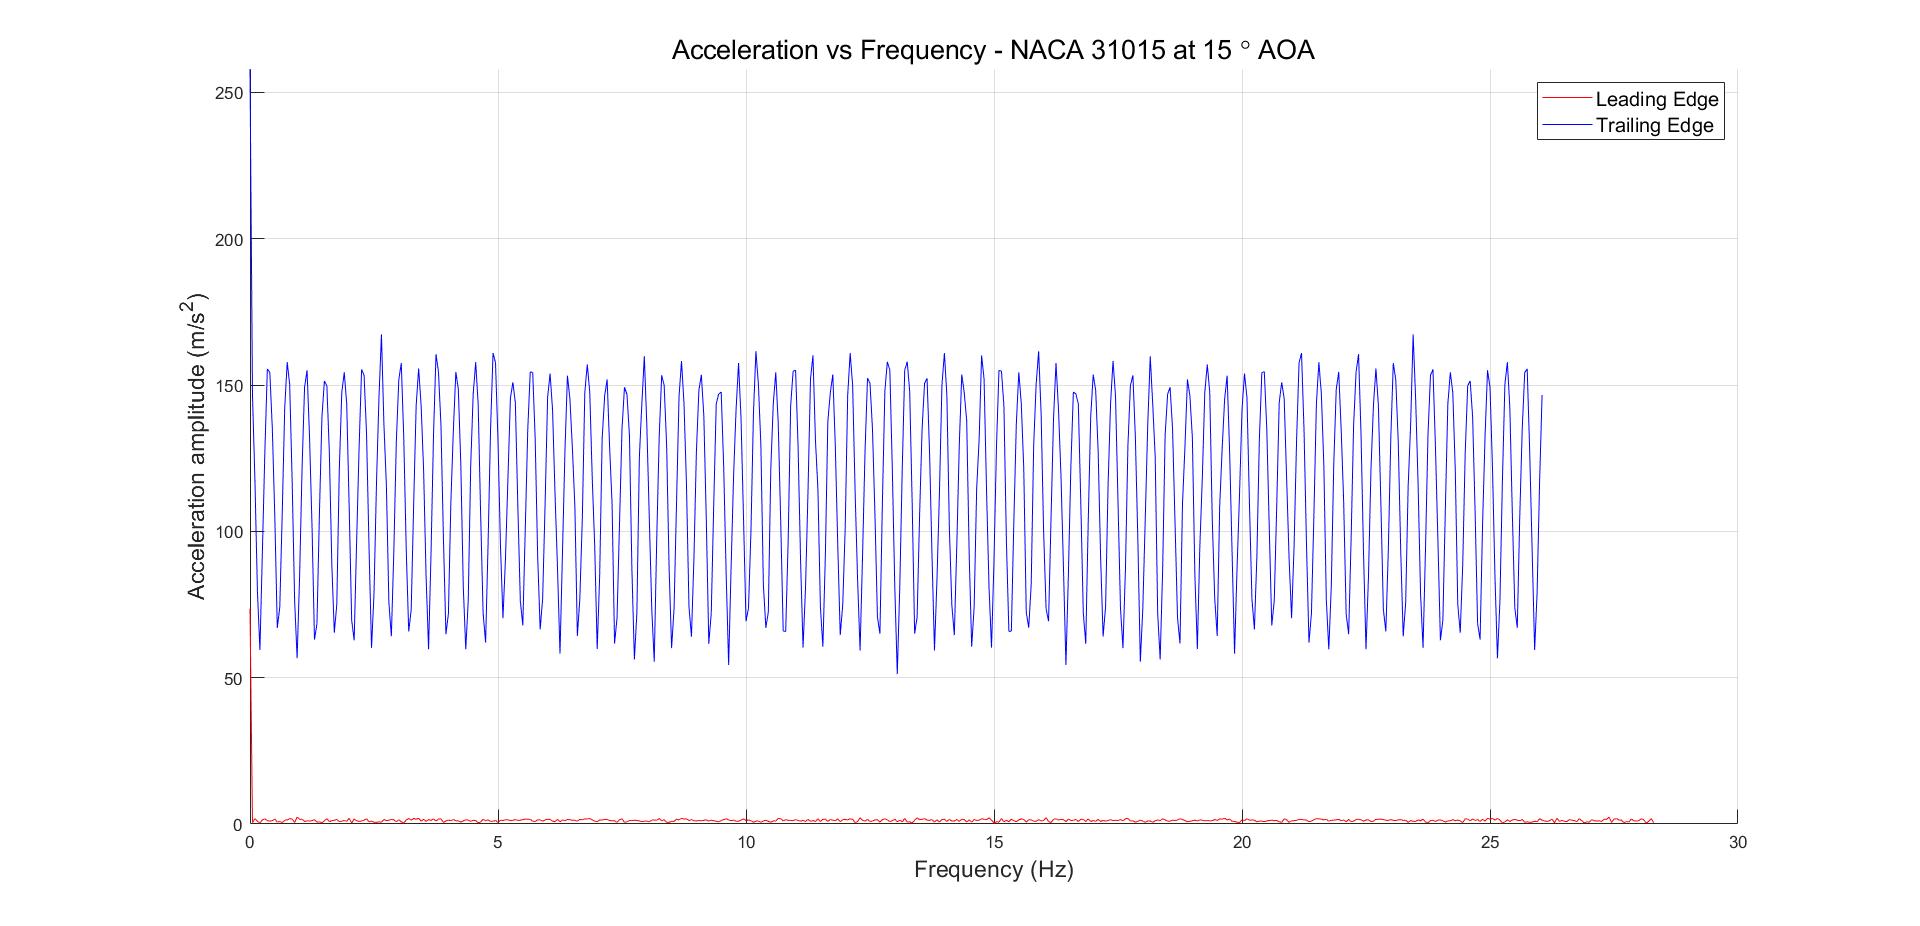 Acceleration vs Frequency - NACA 31015 at 15 ° AOA
Leading Edge
Trailing Edge
Acceleration amplitude (m/s²)
250
200
150
100
50
0
0 5 10 15 20 25 30
Frequency (Hz)